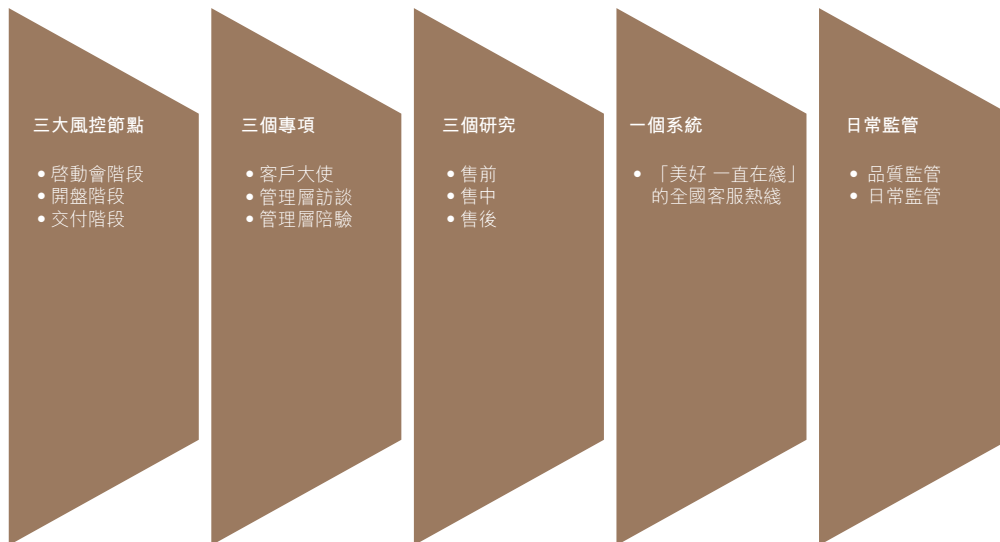 三大風控節點
• 啓動會階段
• 開盤階段
• 交付階段
三個專項
• 客戶大使
• 管理層訪談
• 管理層陪驗
三個研究
• 售前
• 售中
• 售後
一個系統
• 「美好 一直在綫」
的全國客服熱綫
日常監管
• 品質監管
• 日常監管